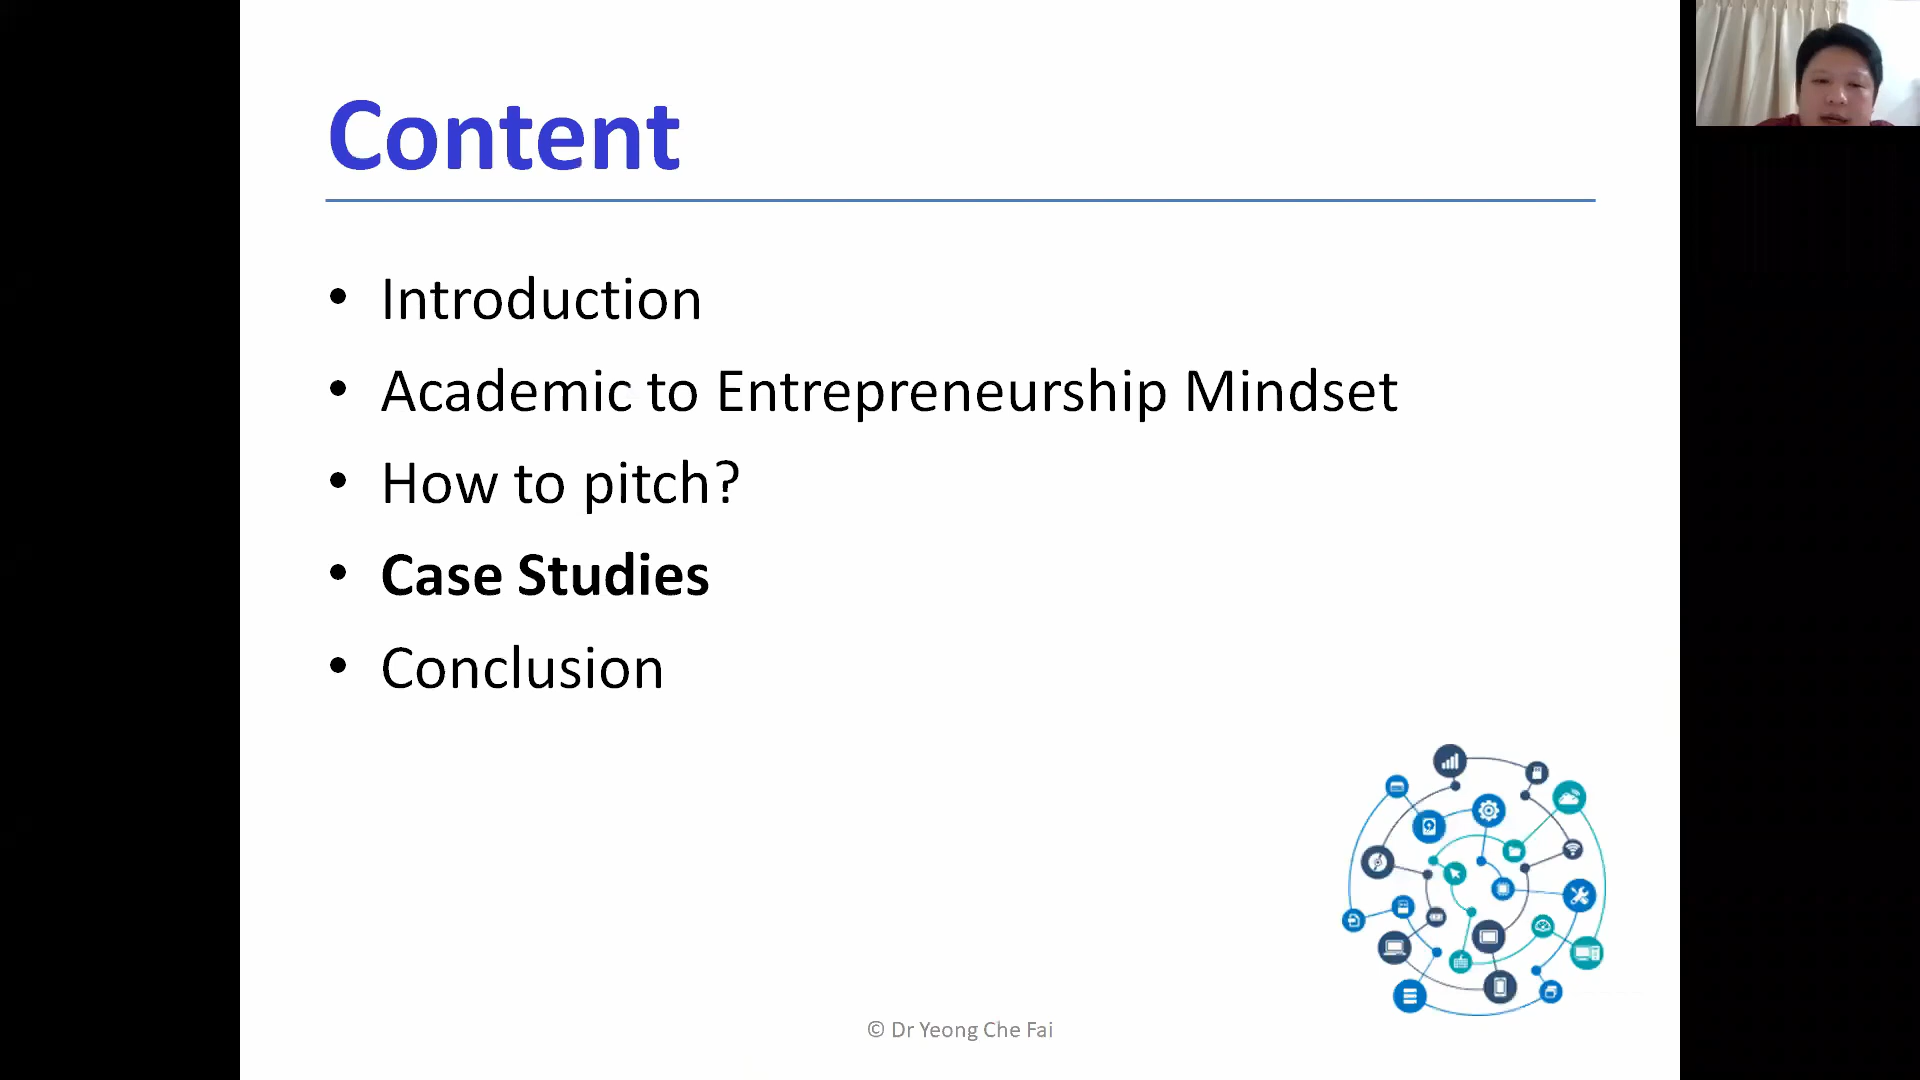 Content
• Introduction
• Academic to Entrepreneurship Mindset
• How to pitch?
• Case Studies
• Conclusion
© Dr Yeong Che Fai